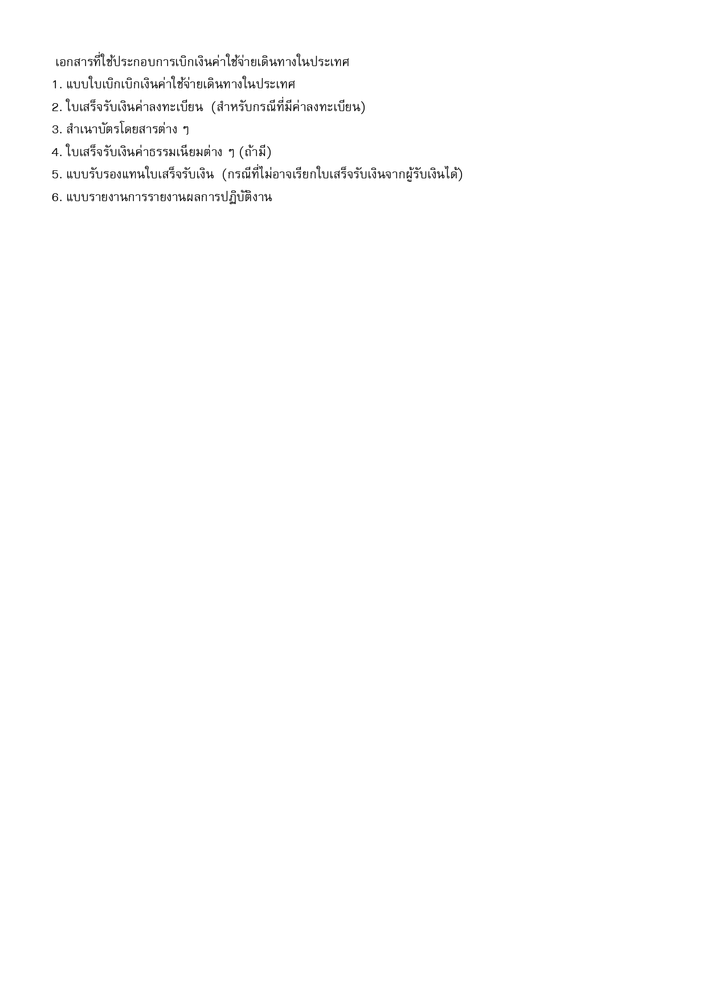 เอกสารที่ใช้ประกอบการเบิกเงินค่าใช้จ่ายเดินทางในประเทศ
1. แบบใบเบิกเบิกเงินค่าใช้จ่ายเดินทางในประเทศ
2. ใบเสร็จรับเงินค่าลงทะเบียน (สำหรับกรณีที่มีค่าลงทะเบียน)
3. สำเนาบัตรโดยสารต่าง ๆ
4. ใบเสร็จรับเงินค่าธรรมเนียมต่าง ๆ (ถ้ามี)
5. แบบรับรองแทนใบเสร็จรับเงิน (กรณีที่ไม่อาจเรียกใบเสร็จรับเงินจากผู้รับเงินได้)
6. แบบรายงานการรายงานผลการปฏิบัติงาน